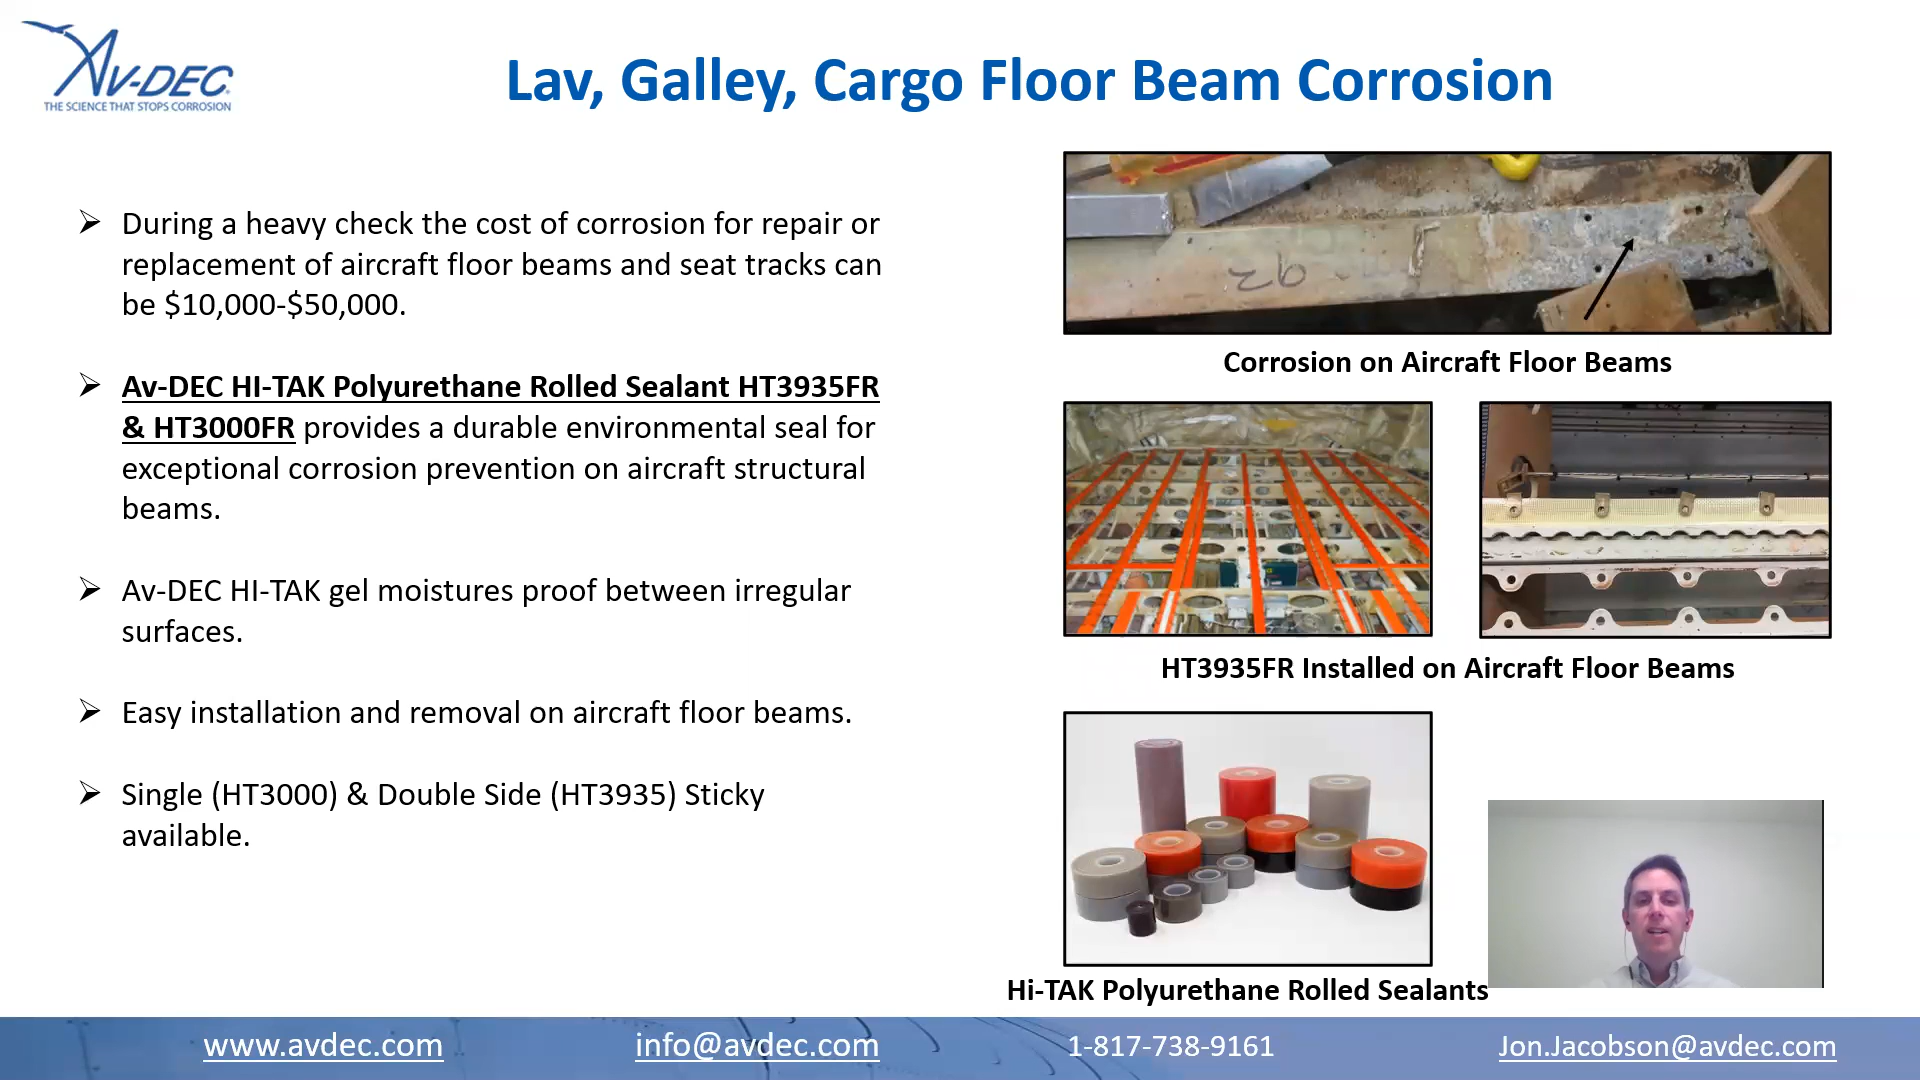 AV-DEC
THE SCIENCE THAT STOPS CORROSION
Lav, Galley, Cargo Floor Beam Corrosion
During a heavy check the cost of corrosion for repair or
replacement of aircraft floor beams and seat tracks can
be $10,000-$50,000.
Av-DEC HI-TAK Polyurethane Rolled Sealant HT3935FR
& HT3000FR provides a durable environmental seal for
exceptional corrosion prevention on aircraft structural
beams.
Av-DEC HI-TAK gel moistures proof between irregular
surfaces.
Easy installation and removal on aircraft floor beams.
Single (HT3000) & Double Side (HT3935) Sticky
available.
26
Corrosion on Aircraft Floor Beams
HT3935FR Installed on Aircraft Floor Beams
Hi-TAK Polyurethane Rolled Sealants
www.avdec.com info@avdec.com 1-817-738-9161 Jon.Jacobson@avdec.com